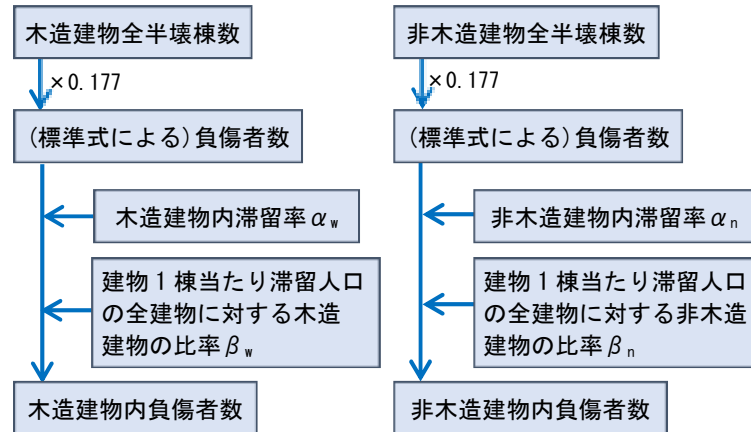 木造建物全半壊棟数
×0.177
(標準式による)負傷者数
木造建物内滞留率αw
建物1棟当たり滞留人口
の全建物に対する木造
建物の比率βw
木造建物内負傷者数
非木造建物全半壊棟数
×0.177
(標準式による)負傷者数
非木造建物内滞留率αn
建物1棟当たり滞留人口
の全建物に対する非木造
建物の比率βn
非木造建物内負傷者数